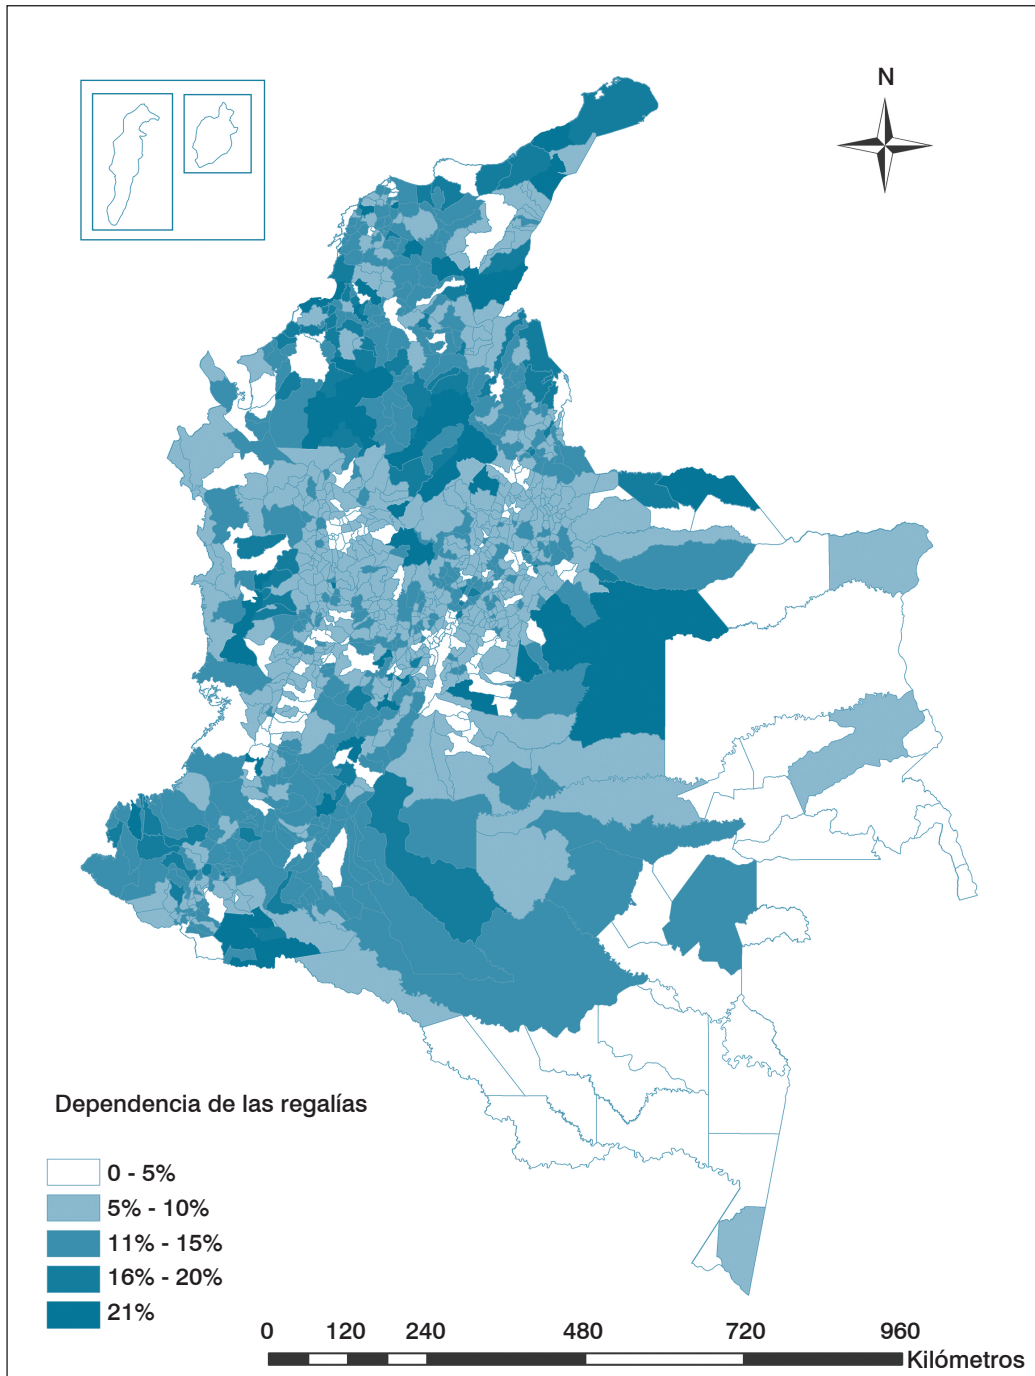 N
Dependencia de las regalías
0 - 5%
5% - 10%
11% - 15%
16% - 20%
21%
0 120 240 480 720 960
Kilómetros